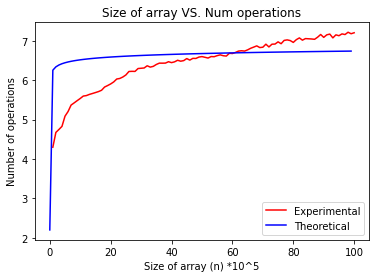 Size of array VS. Num operations
Number of operations
7
6
5
4
3
2
0
20
40
60
80
100
Size of array (n) *10^5
Experimental
Theoretical